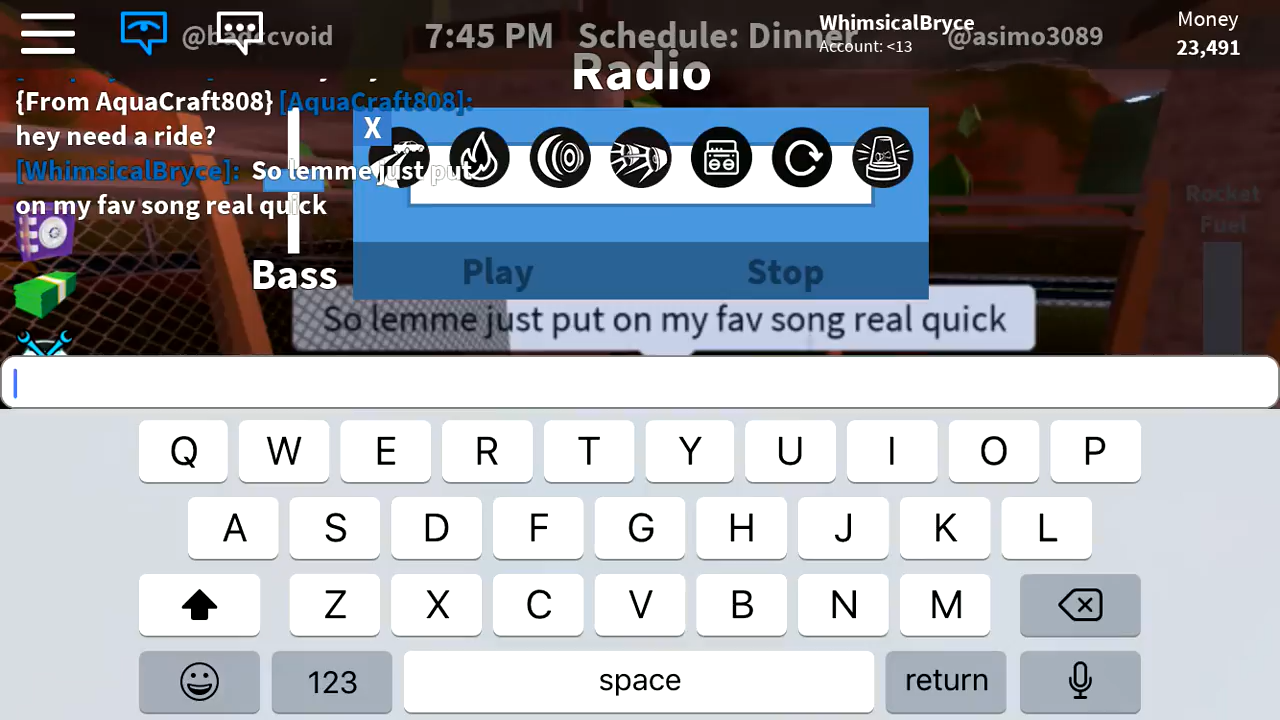 @badccvoid
7:45 PM Schedule: Dinner
WhimsicalBryce
Account: <13
@asimo3089
Money
23,491
Radio
{From AquaCraft808} [AquaCraft808]:
hey need a ride?
[WhimsicalBryce]: So lemme just put
on my fav song real quick
X
Bass
Play Stop
Rocket
Fuel
So lemme just put on my fav song real quick
Q W E R T Y U I O P
A S D F G H J K L
Z X C V B N M
123 space return